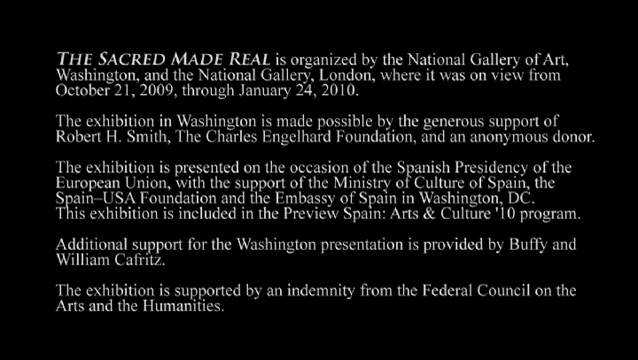 THE SACRED MADE REAL is organized by the National Gallery of Art,
Washington, and the National Gallery, London, where it was on view from
October 21, 2009, through January 24, 2010.
The exhibition in Washington is made possible by the generous support of
Robert H. Smith, The Charles Engelhard Foundation, and an anonymous donor.
The exhibition is presented on the occasion of the Spanish Presidency of the
European Union, with the support of the Ministry of Culture of Spain, the
Spain–USA Foundation and the Embassy of Spain in Washington, DC.
This exhibition is included in the Preview Spain: Arts & Culture '10 program.
Additional support for the Washington presentation is provided by Buffy and
William Cafritz.
The exhibition is supported by an indemnity from the Federal Council on the
Arts and the Humanities.